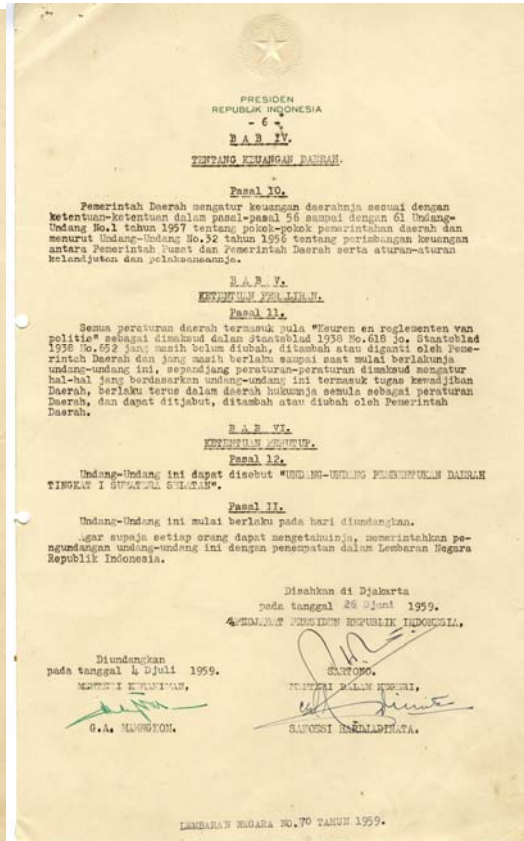 PRESIDEN
REPUBLIK INDONESIA
- 6 -
B A B IV.
TENTANG KEUANGAN DAERAH.
Pasal 10.
Pemerintah Daerah mengatur keuangan daerahnja sesuai dengan
ketentuan-ketentuan dalam pasal-pasal 56 sampai dengan 61 Undang-
Undang No.1 tahun 1957 tentang pokok-pokok pemerintahan daerah dan
menurut Undang-Undang No.32 tahun 1956 tentang perimbangan keuangan
antara Pemerintah Pusat dan Pemerintah Daerah serta aturan-aturan
kelandjutan dan pelaksanaannja.
B A B V.
KETENTUAN PERALIHAN.
Pasal 11.
Semua peraturan daerah termasuk pula "Keuren en reglementen van
politie" sebagai dimaksud dalam Staatsblad 1938 No.618 jo. Staatsblad
1938 No.652 jang masih belum diubah, ditambah atau diganti oleh Peme-
rintah Daerah dan jang masih berlaku sampai saat mulai berlakunja
undang-undang ini, sepandjang peraturan-peraturan dimaksud mengatur
hal-hal jang berdasarkan undang-undang ini termasuk tugas kewadjiban
Daerah, berlaku terus dalam daerah hukumnja semula sebagai peraturan
Daerah, dan dapat ditjabut, ditambah atau diubah oleh Pemerintah
Daerah.
B A B VI.
KETENTUAN PENUTUP.
Pasal 12.
Undang-Undang ini dapat disebut "UNDANG-UNDANG PEMBENTUKAN DAERAH
TINGKAT I SUMATERA SELATAN".
Pasal II.
Undang-Undang ini mulai berlaku pada hari diundangkan.
Agar supaja setiap orang dapat mengetahuinja, memerintahkan pe-
ngundangan undang-undang ini dengan penempatan dalam Lembaran Negara
Republik Indonesia.
Disahkan di Djakarta
pada tanggal 26 Djuni 1959.
PEDJABAT PRESIDEN REPUBLIK INDONESIA,
SARTONO.
Diundangkan
pada tanggal 4 Djuli 1959.
MENTERI KEHAKIMAN,
G.A. MAENGKOM.
MENTERI DALAM NEGERI,
SANOESI HARDJADINATA.
LEMBARAN NEGARA NO.70 TAHUN 1959.